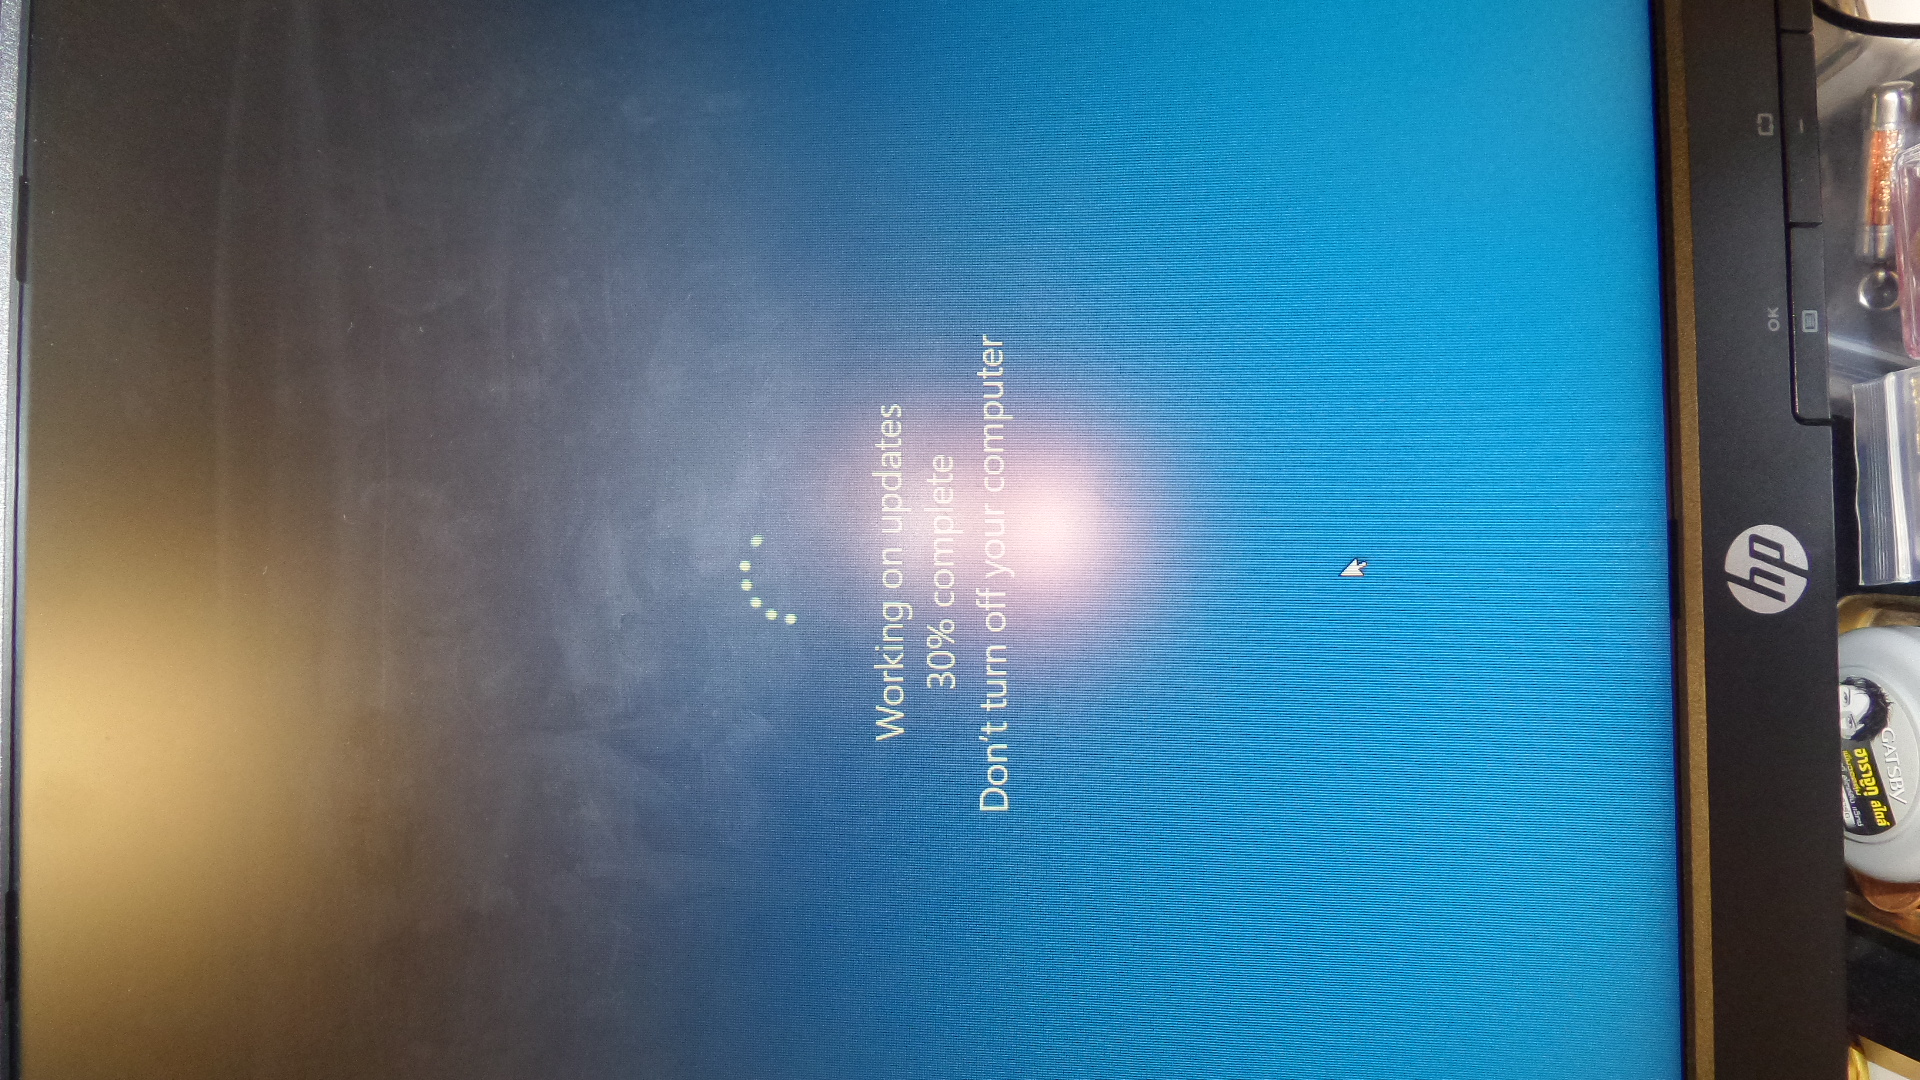 Working on updates
30% complete
Don't turn off your computer
hp
OK
GATSBY